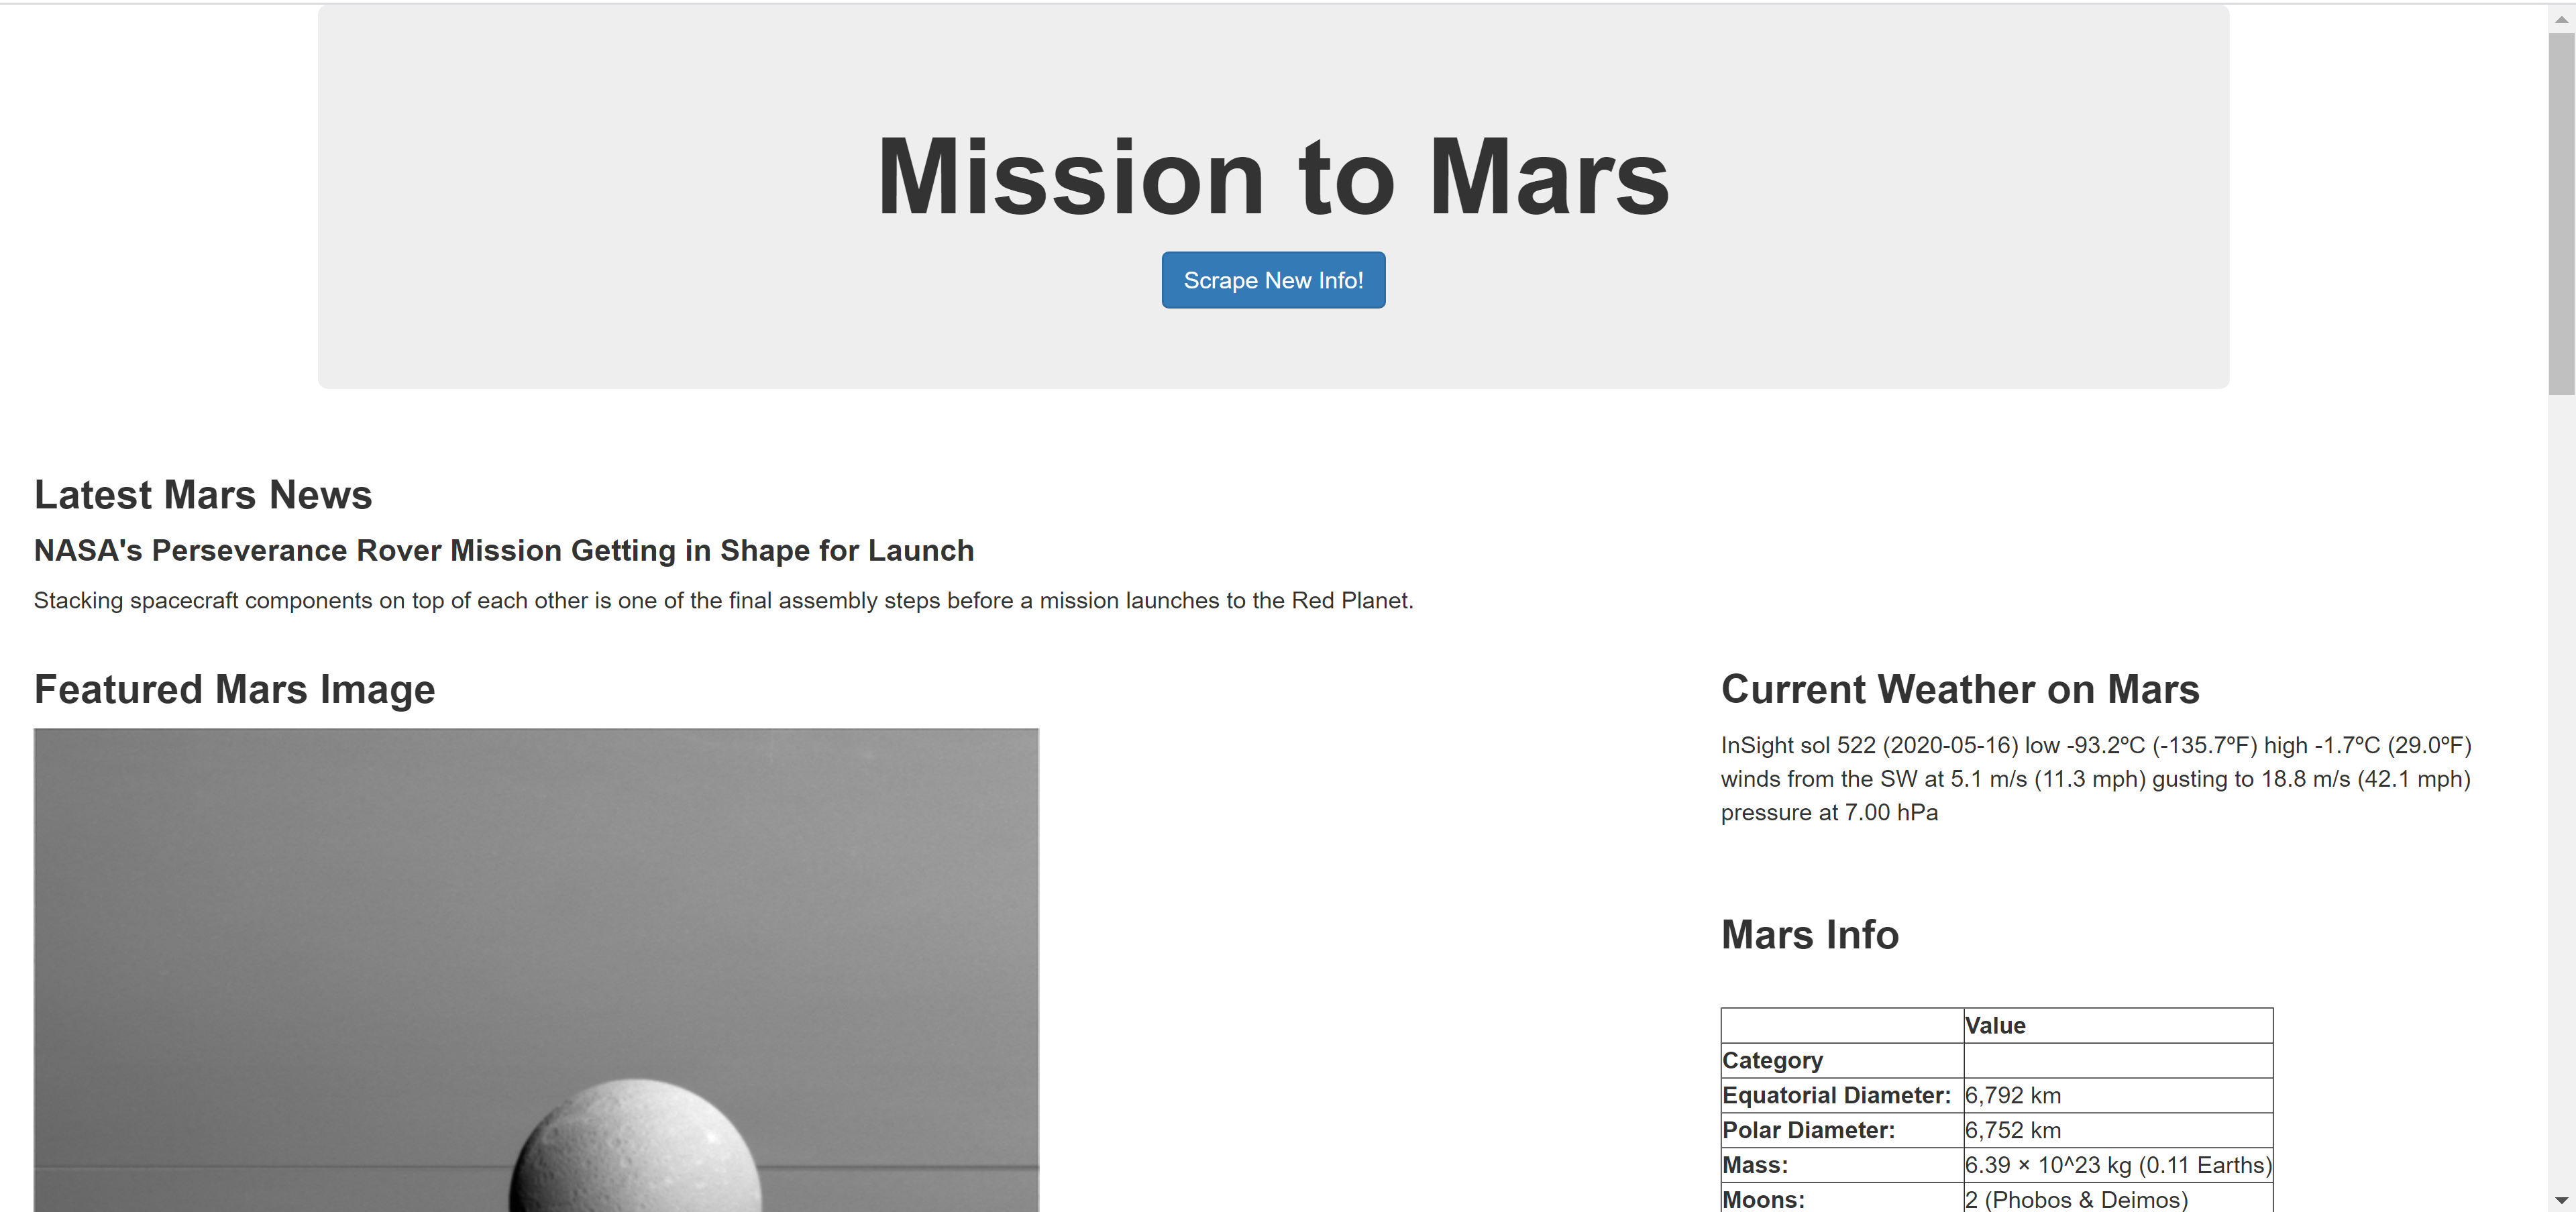 Mission to Mars
Scrape New Info!
Latest Mars News
NASA's Perseverance Rover Mission Getting in Shape for Launch
Stacking spacecraft components on top of each other is one of the final assembly steps before a mission launches to the Red Planet.
Featured Mars Image
Current Weather on Mars
InSight sol 522 (2020-05-16) low -93.2ºC (-135.7ºF) high -1.7ºC (29.0ºF)
winds from the SW at 5.1 m/s (11.3 mph) gusting to 18.8 m/s (42.1 mph)
pressure at 7.00 hPa
Mars Info
Value
Category
Equatorial Diameter: 6,792 km
Polar Diameter: 6,752 km
Mass: 6.39 × 10^23 kg (0.11 Earths)
Moons: 2 (Phobos & Deimos)